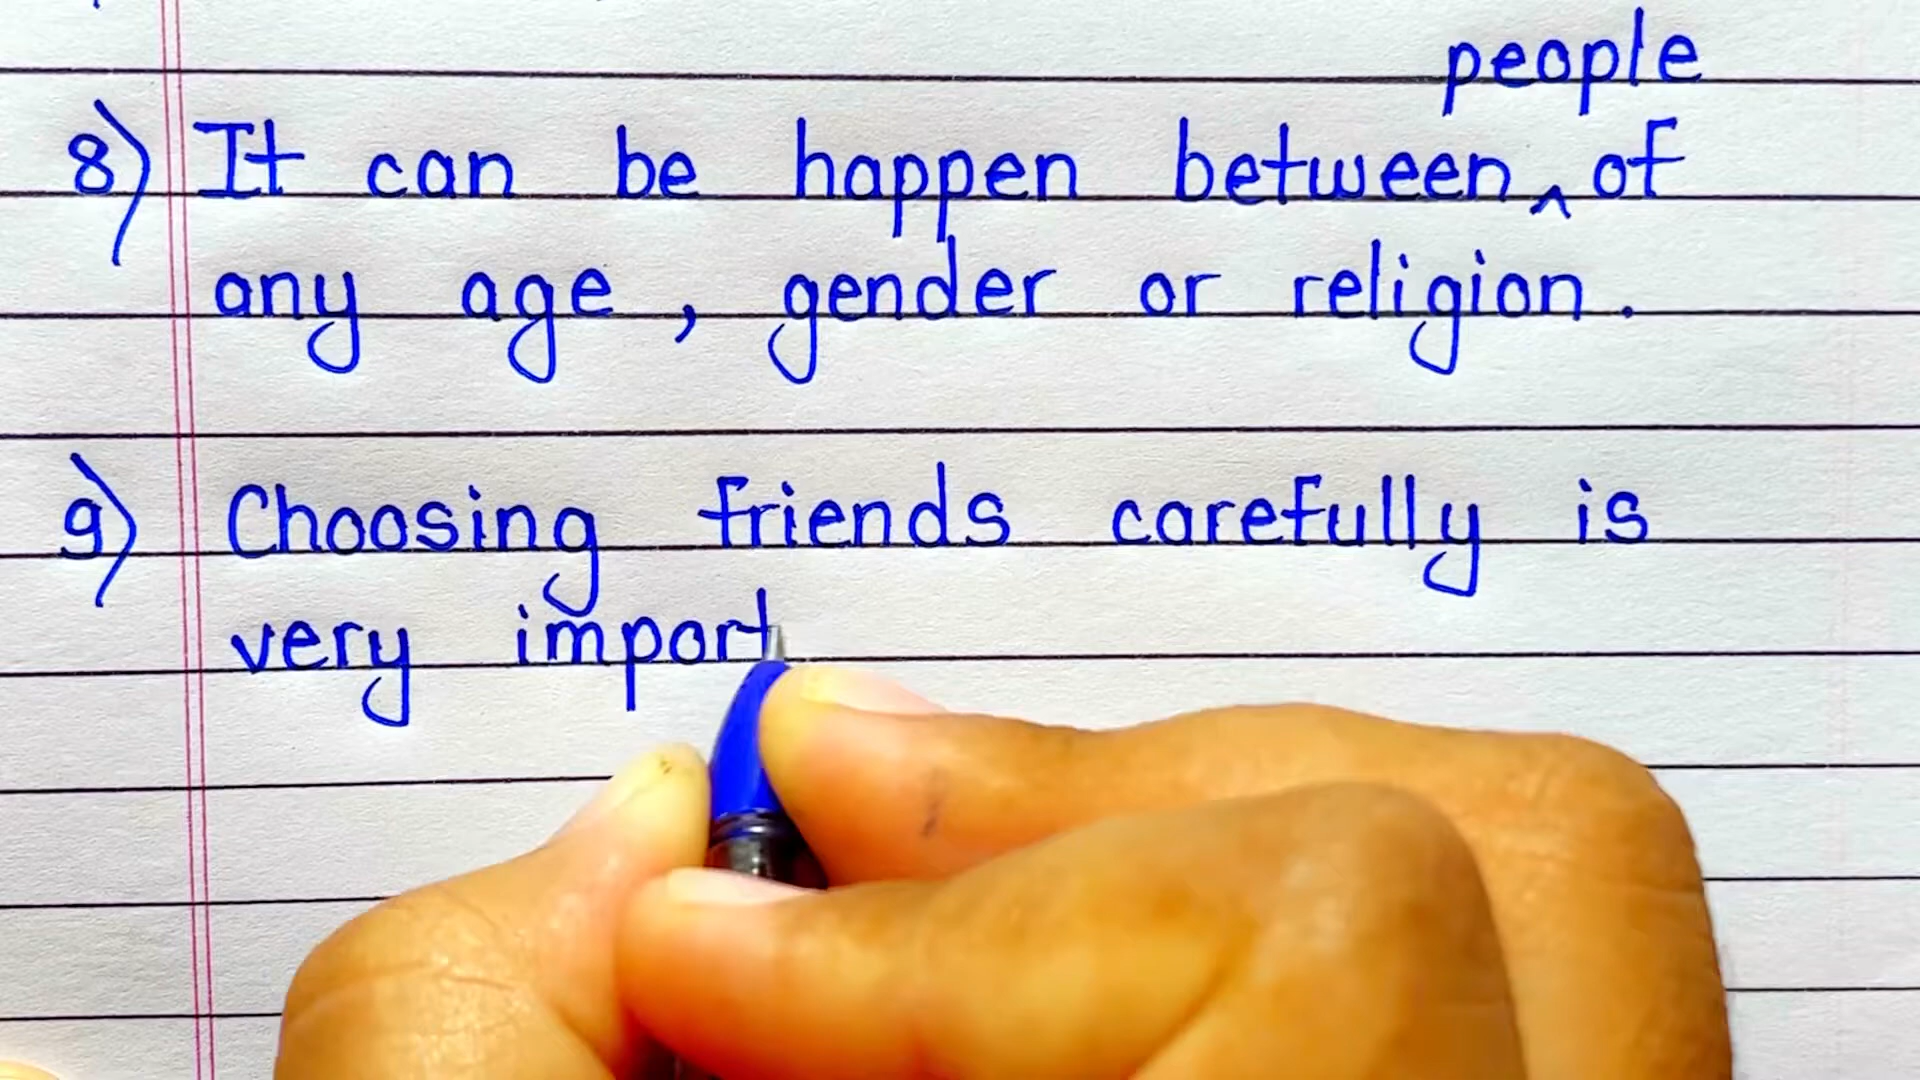 people
8) It can be happen between ^ of
any age, gender or religion.
9) Choosing friends carefully is
very import